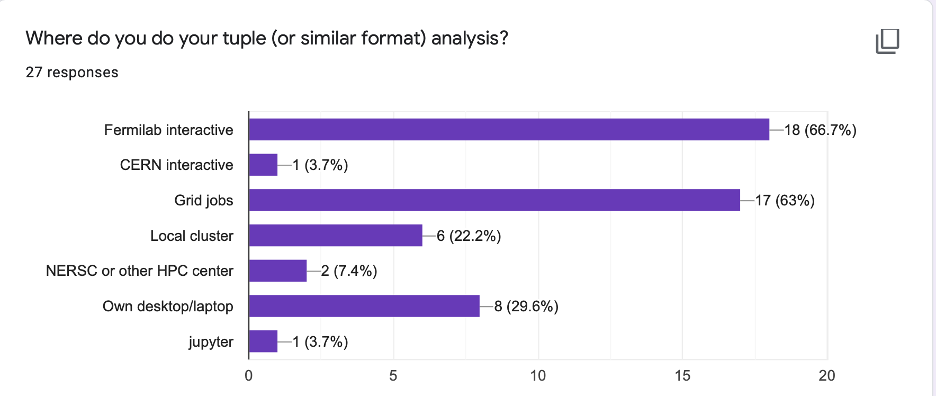 Where do you do your tuple (or similar format) analysis?
27 responses
Fermilab interactive 18 (66.7%)
CERN interactive 1 (3.7%)
Grid jobs 17 (63%)
Local cluster 6 (22.2%)
NERSC or other HPC center 2 (7.4%)
Own desktop/laptop 8 (29.6%)
jupyter 1 (3.7%)
0 5 10 15 20